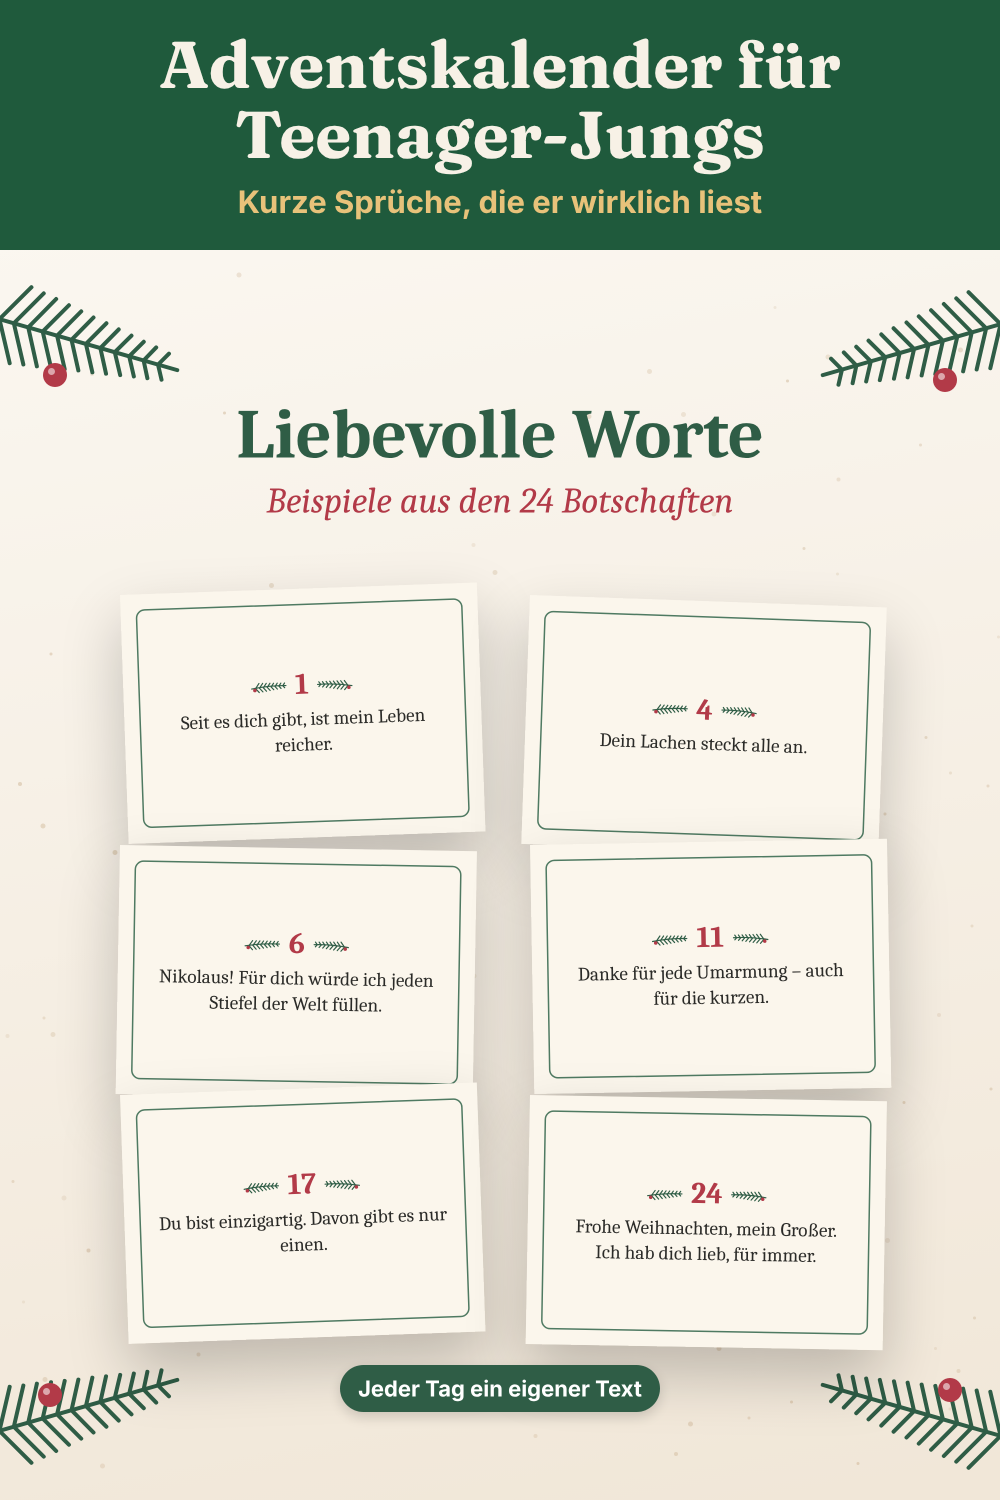 Adventskalender für
Teenager-Jungs
Kurze Sprüche, die er wirklich liest
Liebevolle Worte
Beispiele aus den 24 Botschaften
1
Seit es dich gibt, ist mein Leben
reicher.
4
Dein Lachen steckt alle an.
6
Nikolaus! Für dich würde ich jeden
Stiefel der Welt füllen.
11
Danke für jede Umarmung – auch
für die kurzen.
17
Du bist einzigartig. Davon gibt es nur
einen.
24
Frohe Weihnachten, mein Großer.
Ich hab dich lieb, für immer.
Jeder Tag ein eigener Text